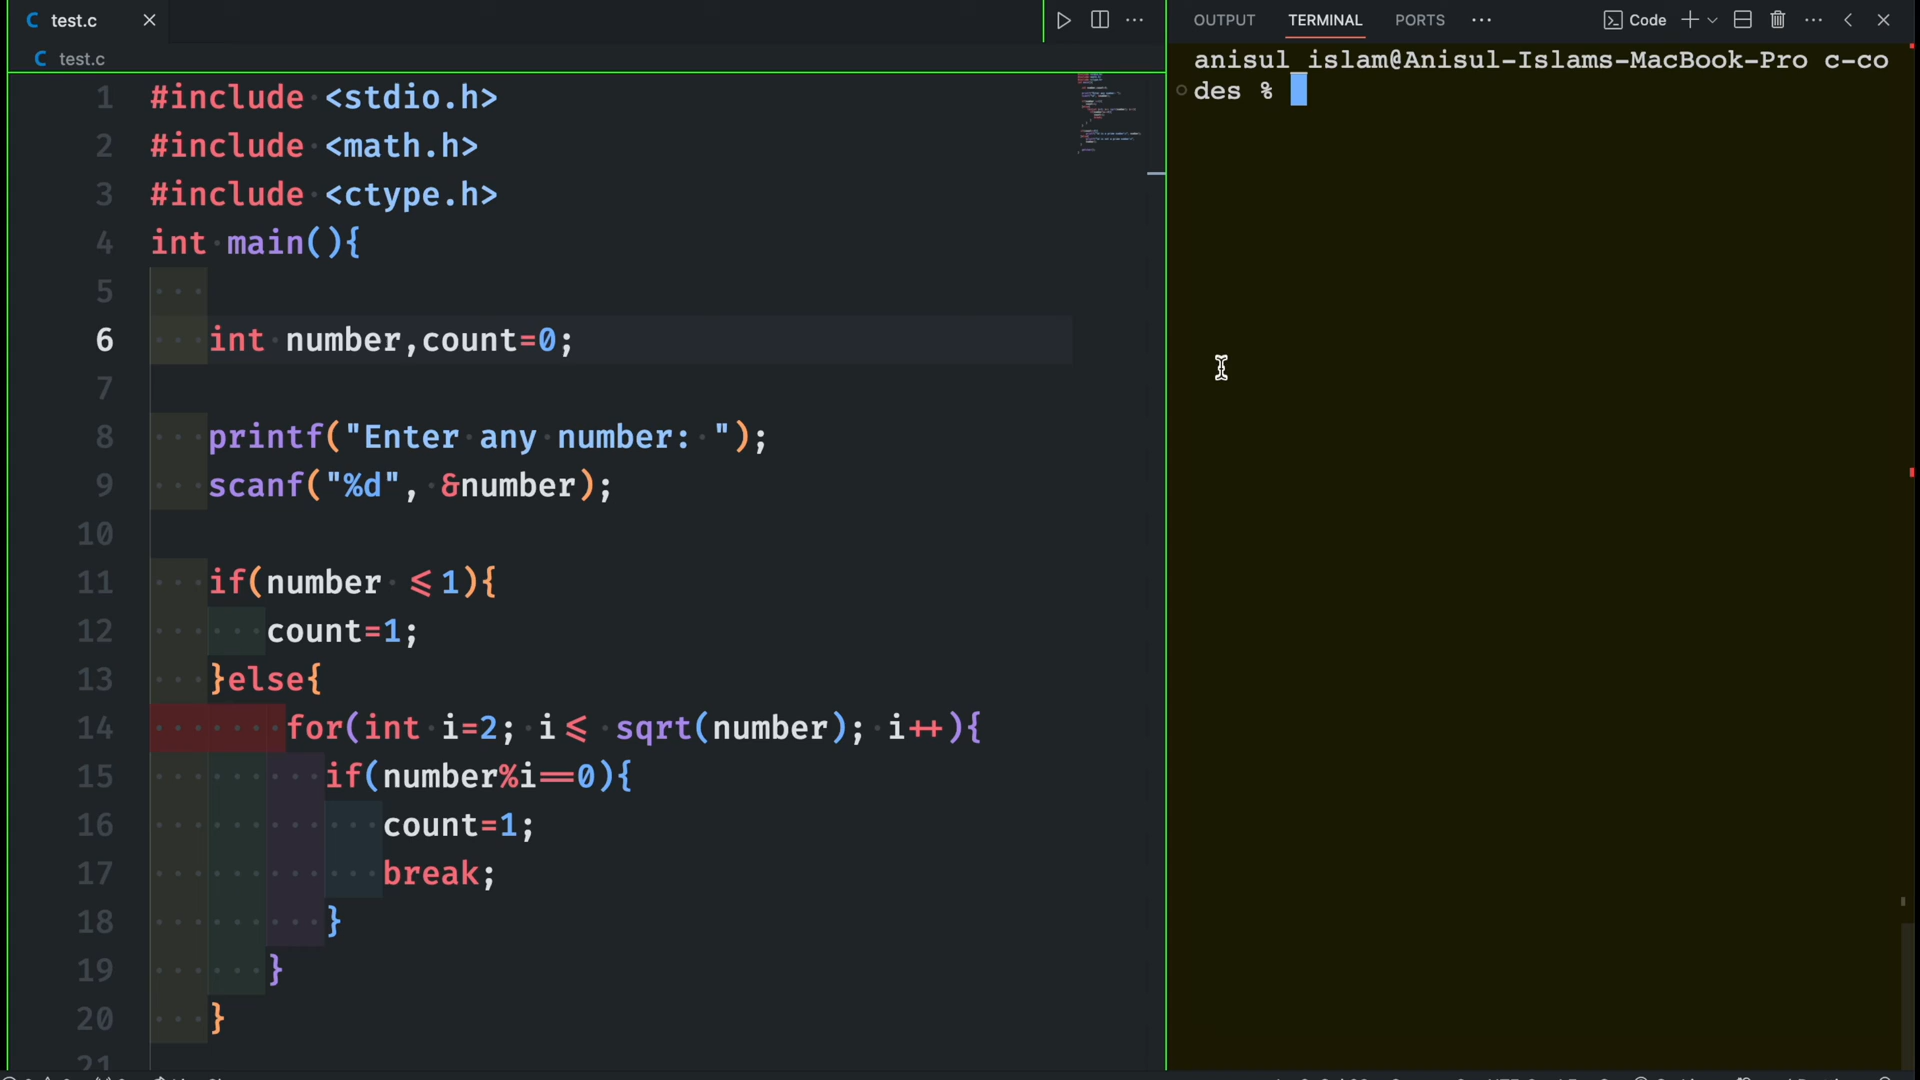 test.c
test.c
1 #include <stdio.h>
2 #include <math.h>
3 #include <ctype.h>
4 int main(){
5
6 int number,count=0;
7
8 printf("Enter any number: ");
9 scanf("%d", &number);
10
11 if(number <=1){
12 count=1;
13 }else{
14 for(int i=2; i<= sqrt(number); i++){
15 if(number%i==0){
16 count=1;
17 break;
18 }
19 }
20 }
21
OUTPUT TERMINAL PORTS Code
anisul_islam@Anisul-Islams-MacBook-Pro c-co
des %